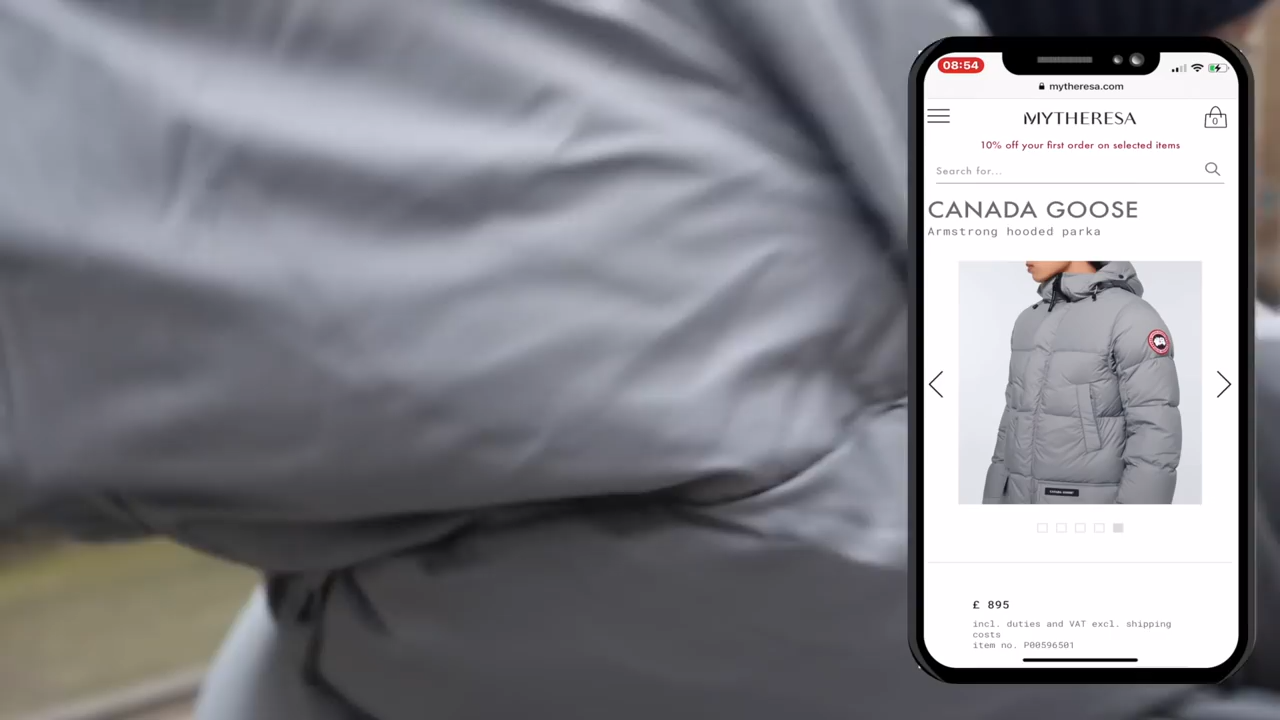 08:54
mytheresa.com
MYTHERESA
0
10% off your first order on selected items
Search for...
CANADA GOOSE
Armstrong hooded parka
£ 895
incl. duties and VAT excl. shipping
costs
item no. P00596501